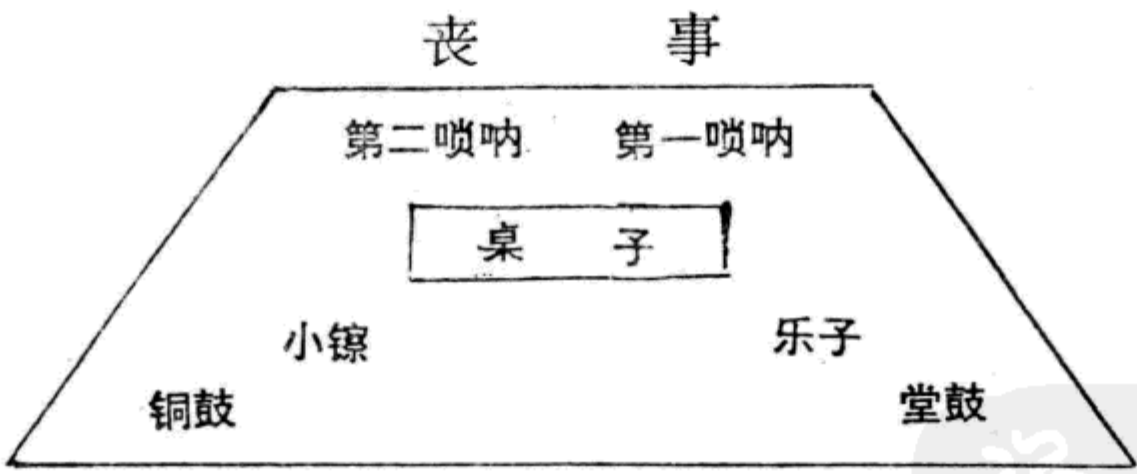 丧 事
第二唢呐 第一唢呐
桌 子
小镲 乐子
铜鼓 堂鼓